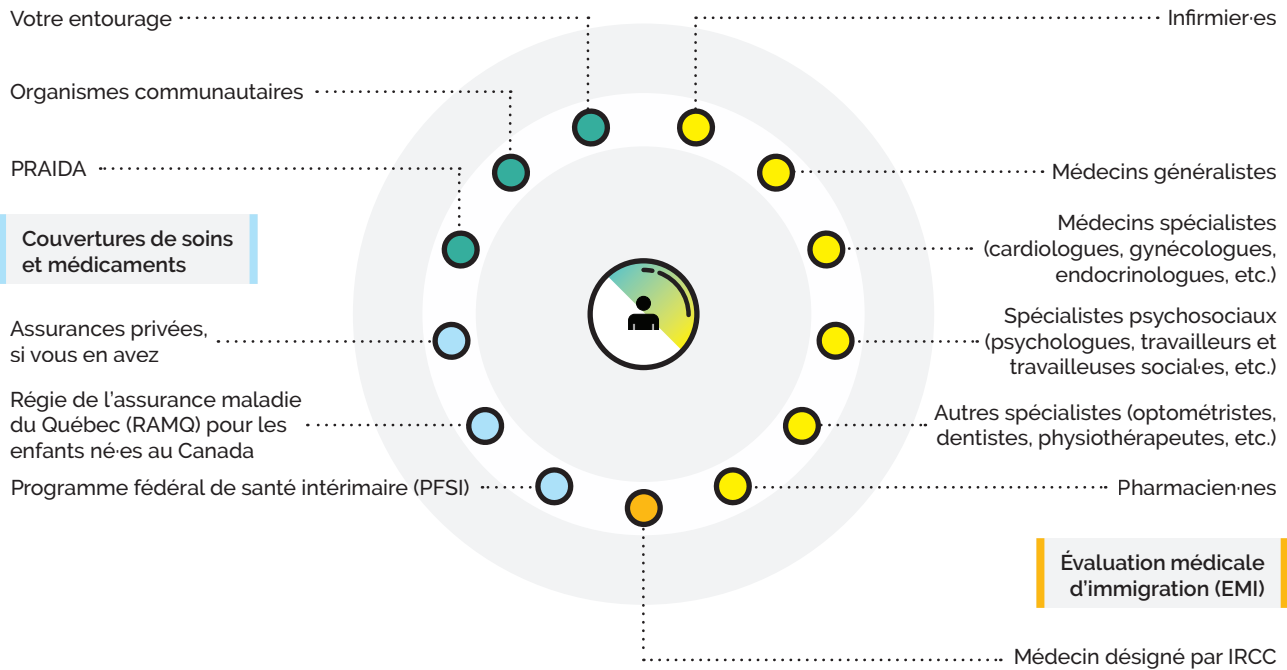 Votre entourage
Organismes communautaires
PRAIDA
Couvertures de soins
et médicaments
Assurances privées,
si vous en avez
Régie de l'assurance maladie
du Québec (RAMQ) pour les
enfants né·es au Canada
Programme fédéral de santé intérimaire (PFSI)
Infirmier·es
Médecins généralistes
Médecins spécialistes
(cardiologues, gynécologues,
endocrinologues, etc.)
Spécialistes psychosociaux
(psychologues, travailleurs et
travailleuses social·es, etc.)
Autres spécialistes (optométristes,
dentistes, physiothérapeutes, etc.)
Pharmacien·nes
Évaluation médicale
d'immigration (EMI)
Médecin désigné par IRCC